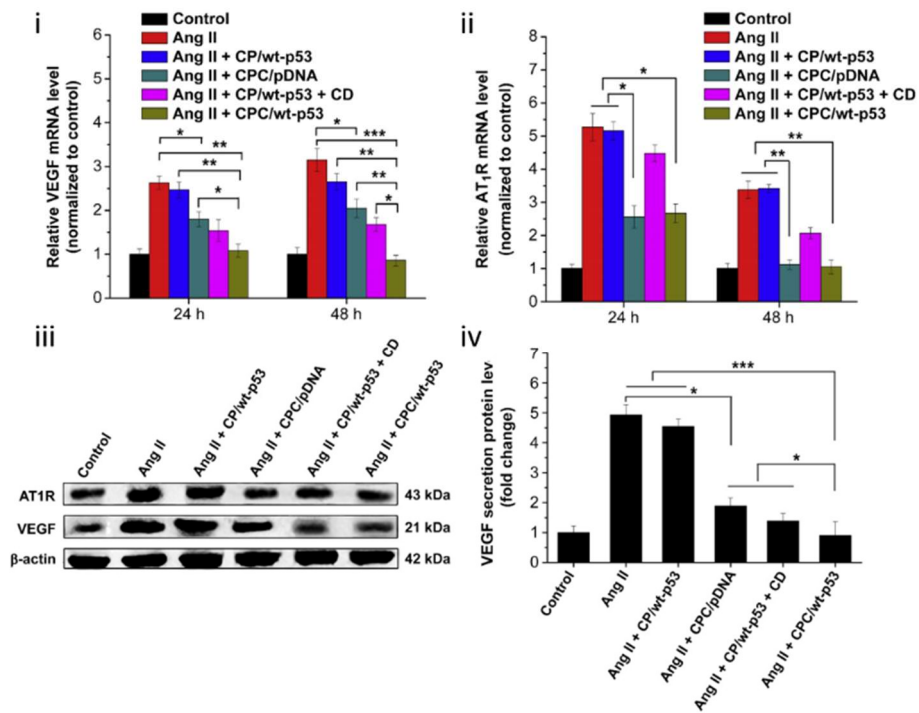 i
Relative VEGF mRNA level
(normalized to control)
6
5
4
3
2
1
0
Control
Ang II
Ang II + CP/wt-p53
Ang II + CPC/pDNA
Ang II + CP/wt-p53 + CD
Ang II + CPC/wt-p53
*
**
**
*
*
***
**
**
*
24 h
48 h
ii
Relative AT₁R mRNA level
(normalized to control)
8
7
6
5
4
3
2
1
0
Control
Ang II
Ang II + CP/wt-p53
Ang II + CPC/pDNA
Ang II + CP/wt-p53 + CD
Ang II + CPC/wt-p53
*
*
**
**
24 h
48 h
iii
Control
Ang II
Ang II + CP/wt-p53
Ang II + CPC/pDNA
Ang II + CP/wt-p53 + CD
Ang II + CPC/wt-p53
AT1R
43 kDa
VEGF
21 kDa
β-actin
42 kDa
iv
VEGF secretion protein lev
(fold change)
7
6
5
4
3
2
1
0
***
*
*
Control
Ang II
Ang II + CP/wt-p53
Ang II + CPC/pDNA
Ang II + CP/wt-p53 + CD
Ang II + CPC/wt-p53